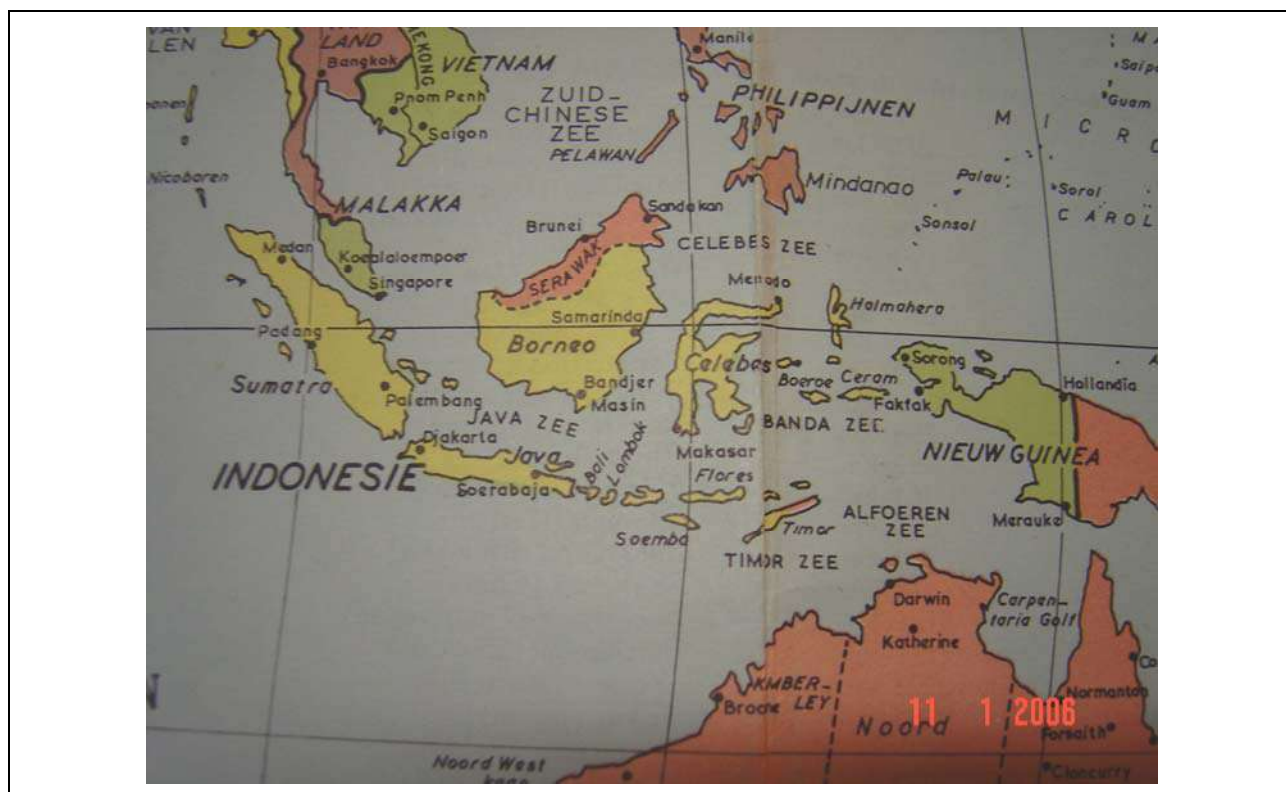 VAN
LEN
LAND
Bangkok
MEKONG
VIETNAM
Pnom Penh
Saigon
ZUID-
CHINESE
ZEE
PELAWAN
Manila
PHILIPPIJNEN
Mindanao
Guam
M I C R
Palau
Sorol
CAROL
Sonsol
Nicobaren
MALAKKA
Medan
Koealaloempoer
Singapore
Brunei
Sandakan
SERAWAK
CELEBES ZEE
Menado
Halmahera
Padang
Sumatra
Palembang
Samarinda
Borneo
Bandjer
Masin
Celebes
Boeroe
Ceram
Sorong
Fakfak
Hollandia
JAVA ZEE
BANDA ZEE
Djakarta
Java
Soerabaja
Bali
Lombok
Makasar
Flores
NIEUW GUINEA
INDONESIE
Soemba
Timor
TIMOR ZEE
ALFOEREN
ZEE
Merauke
Darwin
Katherine
Carpen-
taria Golf
KIMBER-
LEY
Broome
Noord
Normanton
Forsaith
Cloncurry
Noord West
11 1 2006